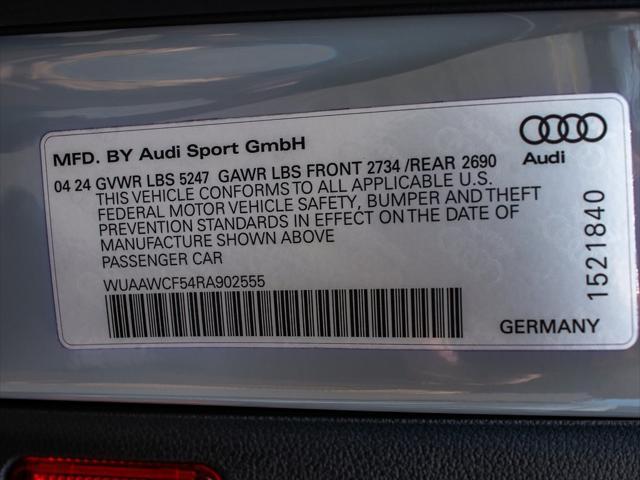 MFD. BY Audi Sport GmbH
Audi
04 24 GVWR LBS 5247 GAWR LBS FRONT 2734 /REAR 2690
THIS VEHICLE CONFORMS TO ALL APPLICABLE U.S.
FEDERAL MOTOR VEHICLE SAFETY, BUMPER AND THEFT
PREVENTION STANDARDS IN EFFECT ON THE DATE OF
MANUFACTURE SHOWN ABOVE
PASSENGER CAR
WUAAWCF54RA902555
1521840
GERMANY